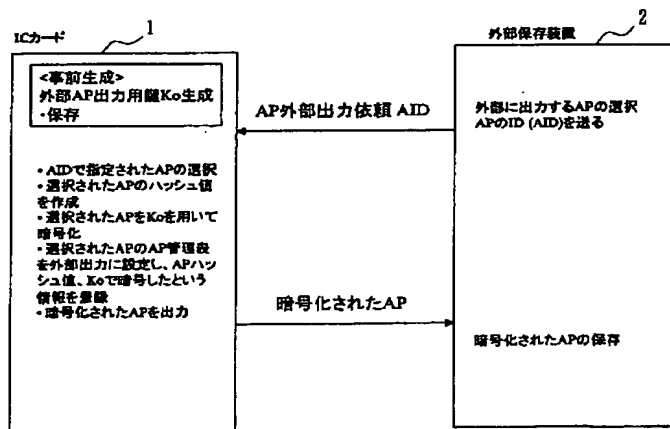 ICカード
1
<事前生成>
外部AP出力用鍵Ko生成
・保存
・AIDで指定されたAPの選択
・選択されたAPのハッシュ値
を作成
・選択されたAPをKoを用いて
暗号化
・選択されたAPのAP管理表
を外部出力に設定し、APハッ
シュ値、Koで暗号したという
情報を登録
・暗号化されたAPを出力
AP外部出力依頼 AID
暗号化されたAP
外部保存装置
2
外部に出力するAPの選択
APのID (AID)を送る
暗号化されたAPの保存